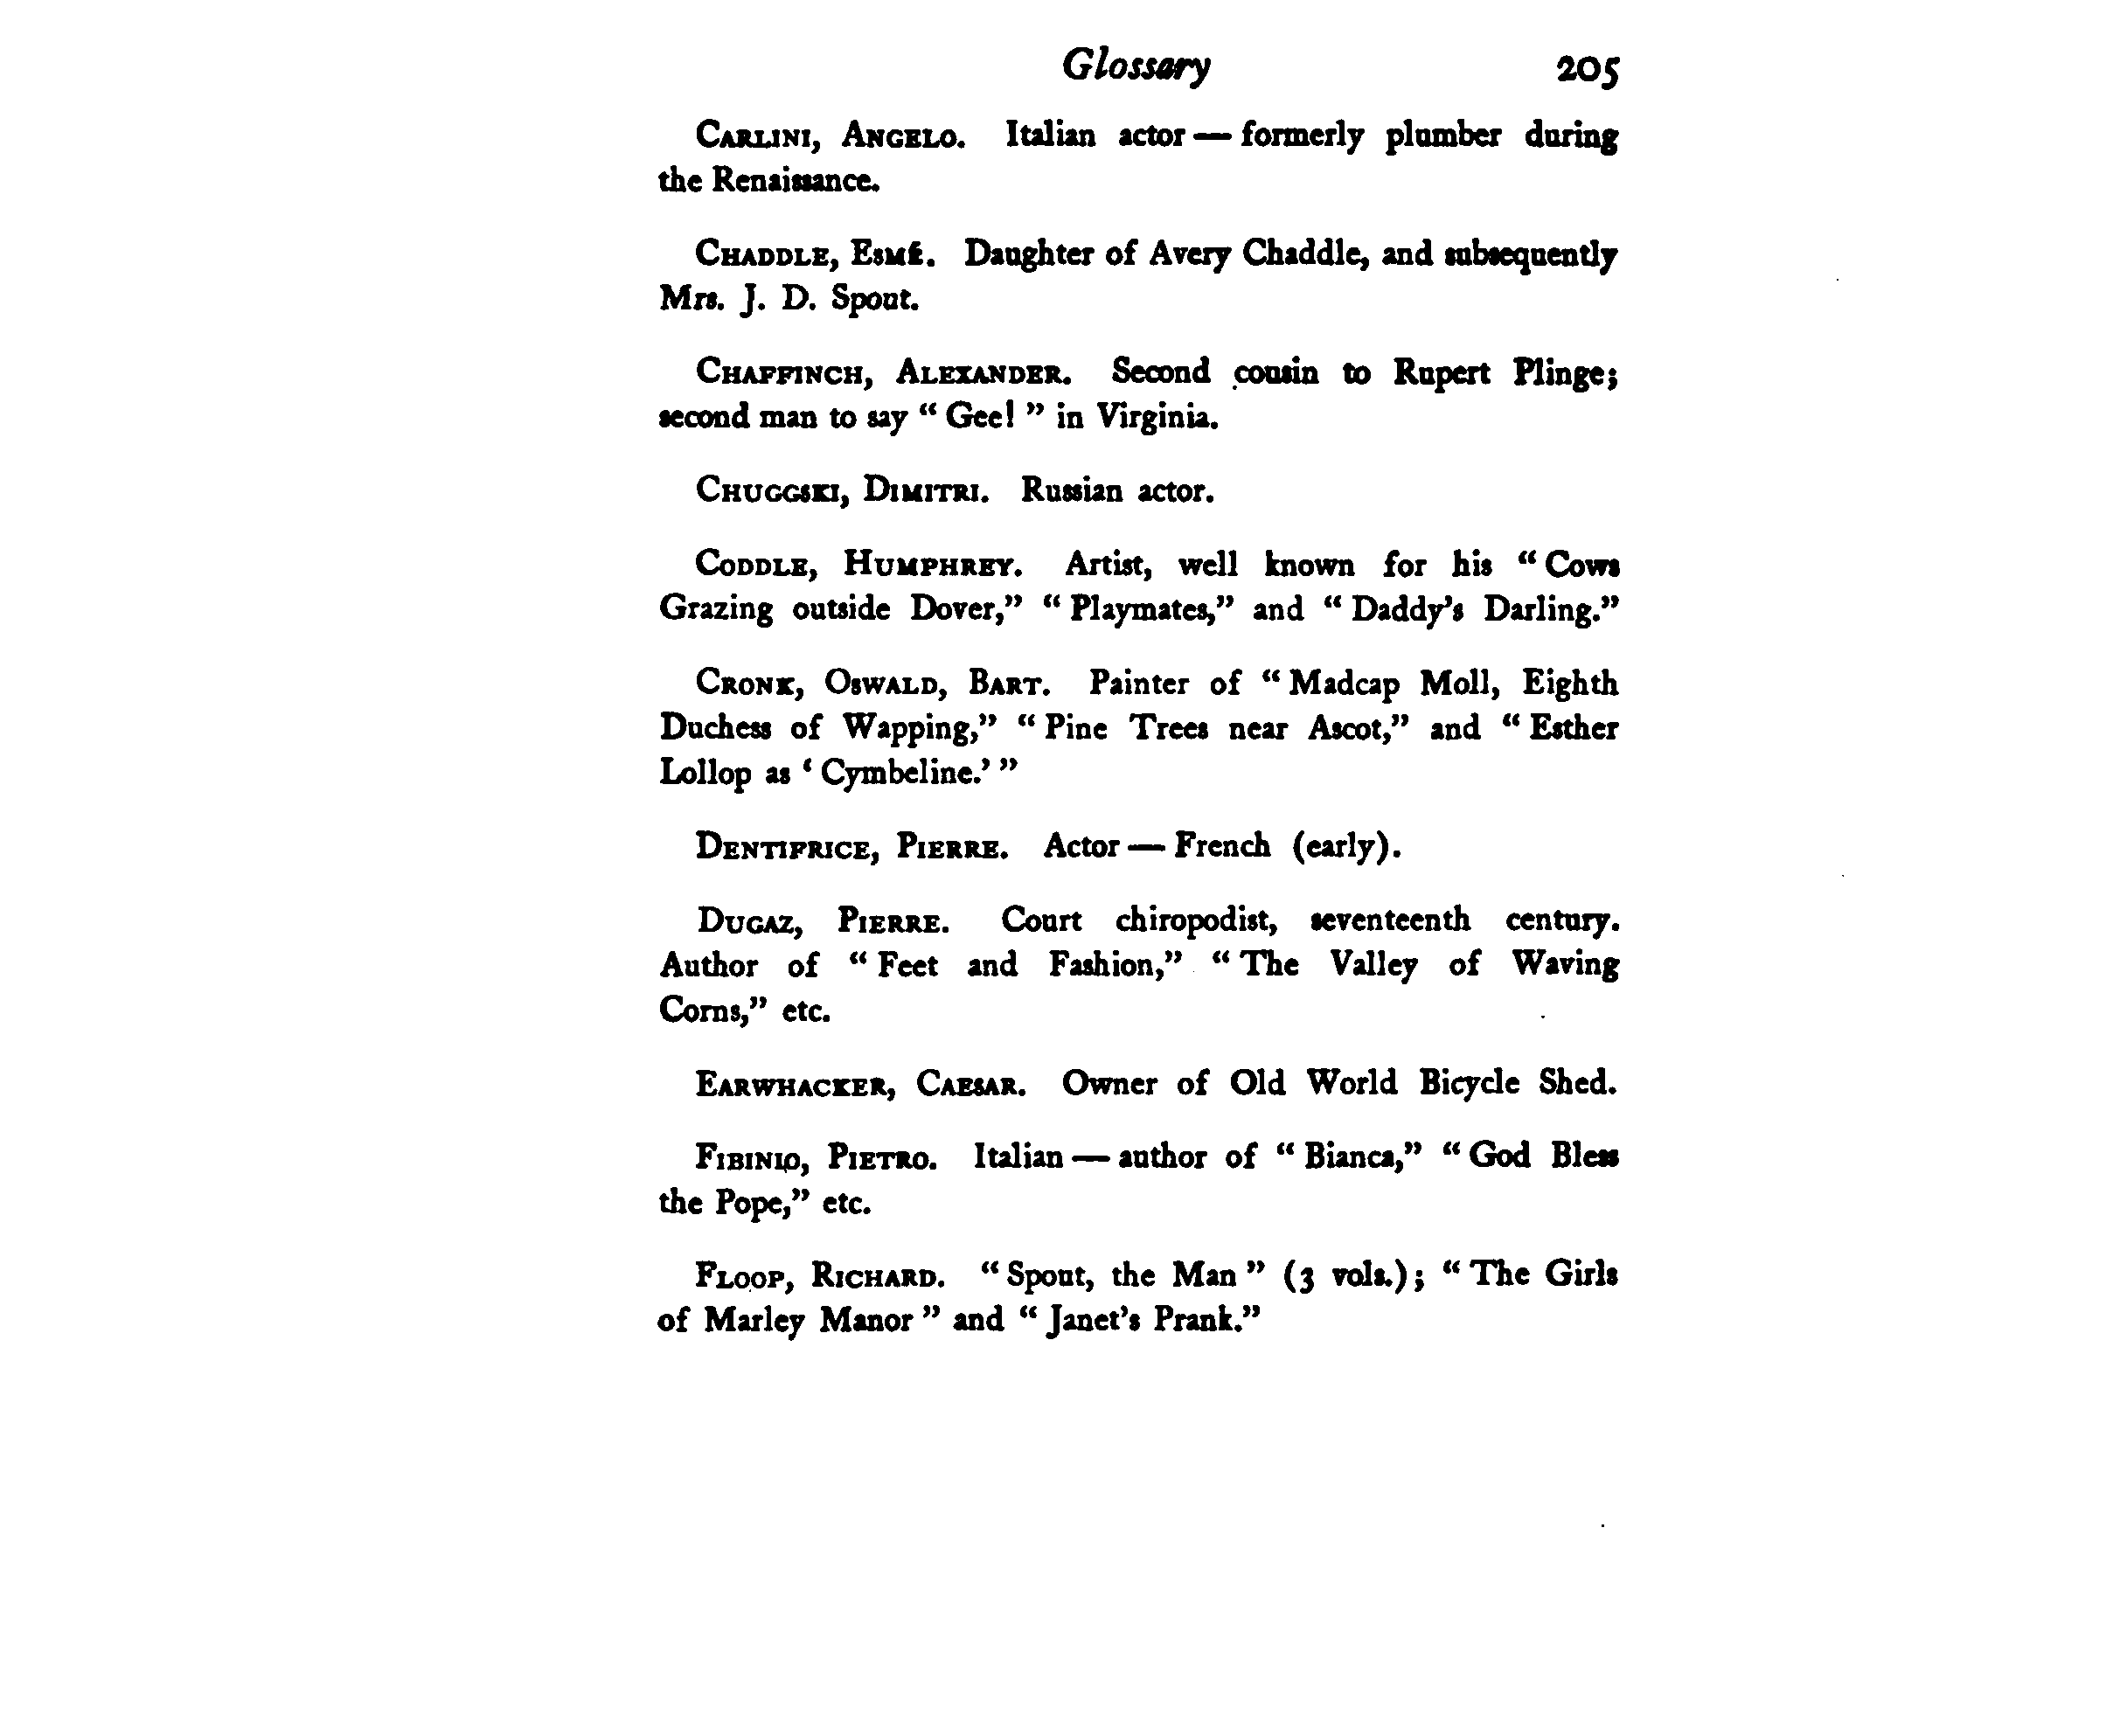 Glossary 205
CARLINI, ANGELO. Italian actor — formerly plumber during
the Renaissance.
CHADDLE, ESMÉ. Daughter of Avery Chaddle, and subsequently
Mrs. J. D. Spout.
CHAFFINCH, ALEXANDER. Second cousin to Rupert Plinge;
second man to say “ Gee! ” in Virginia.
CHUGGSKI, DIMITRI. Russian actor.
CODDLE, HUMPHREY. Artist, well known for his “ Cows
Grazing outside Dover,” “ Playmates,” and “ Daddy’s Darling.”
CRONK, OSWALD, BART. Painter of “ Madcap Moll, Eighth
Duchess of Wapping,” “ Pine Trees near Ascot,” and “ Esther
Lollop as ‘ Cymbeline.’ ”
DENTIFRICE, PIERRE. Actor — French (early).
DUGAZ, PIERRE. Court chiropodist, seventeenth century.
Author of “ Feet and Fashion,” “ The Valley of Waving
Corns,” etc.
EARWHACKER, CAESAR. Owner of Old World Bicycle Shed.
FIBINIO, PIETRO. Italian — author of “ Bianca,” “ God Bless
the Pope,” etc.
FLOOP, RICHARD. “ Spout, the Man ” (3 vols.); “ The Girls
of Marley Manor ” and “ Janet’s Prank.”